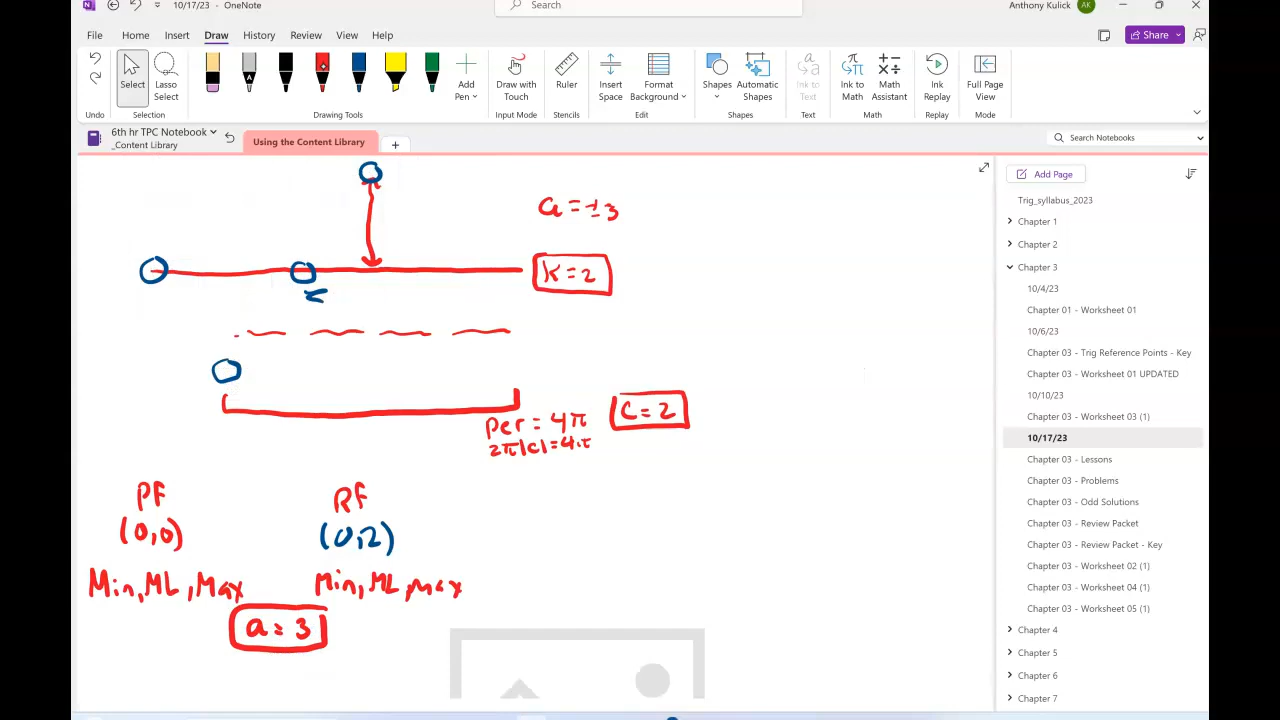 10/17/23 - OneNote
Search
Anthony Kulick
AK
File Home Insert Draw History Review View Help
Share
Select
Lasso Select
Add Pen
Draw with Touch
Ruler
Insert Space
Format Background
Shapes
Automatic Shapes
Ink to Text
Ink to Math
Math Assistant
Ink Replay
Full Page View
Undo
Selection
Drawing Tools
Input Mode
Stencils
Edit
Shapes
Text
Math
Replay
Mode
6th hr TPC Notebook
_Content Library
Using the Content Library
+
Search Notebooks
Add Page
Trig_syllabus_2023
Chapter 1
Chapter 2
Chapter 3
10/4/23
Chapter 01 - Worksheet 01
10/6/23
Chapter 03 - Trig Reference Points - Key
Chapter 03 - Worksheet 01 UPDATED
10/10/23
Chapter 03 - Worksheet 03 (1)
10/17/23
Chapter 03 - Lessons
Chapter 03 - Problems
Chapter 03 - Odd Solutions
Chapter 03 - Review Packet
Chapter 03 - Review Packet - Key
Chapter 03 - Worksheet 02 (1)
Chapter 03 - Worksheet 04 (1)
Chapter 03 - Worksheet 05 (1)
Chapter 4
Chapter 5
Chapter 6
Chapter 7
a = ±3
K = 2
Per = 4π
C = 2
2π|c| = 4π
PF
RF
(0,0)
(0,2)
Min, ML, Max
Min, ML, Max
a = 3